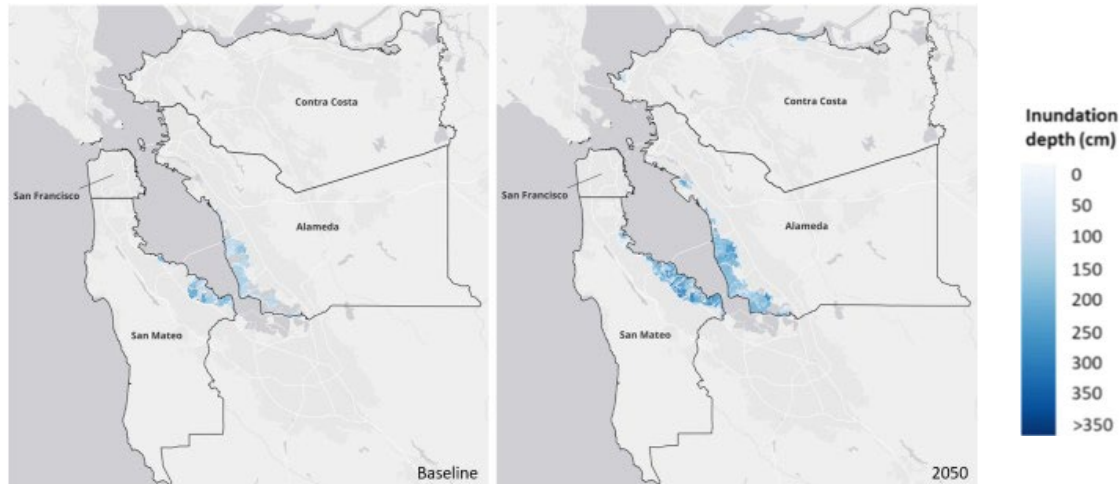 Contra Costa
San Francisco
Alameda
San Mateo
Baseline
Contra Costa
San Francisco
Alameda
San Mateo
2050
Inundation
depth (cm)
0
50
100
150
200
250
300
350
>350